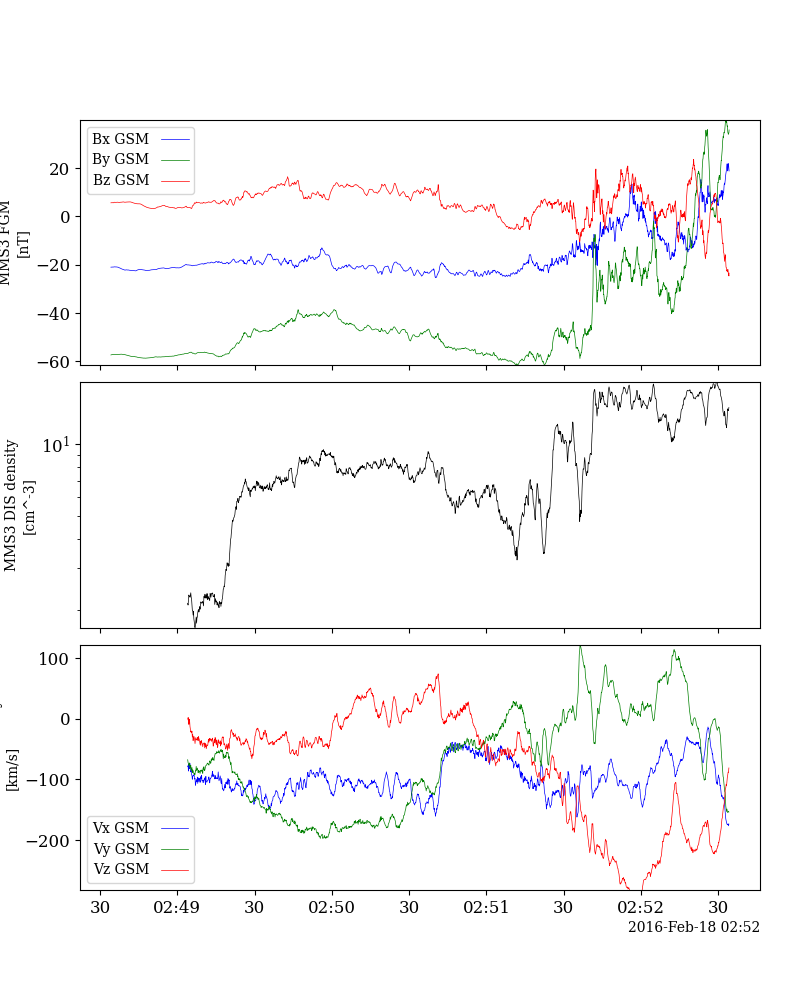 Bx GSM
By GSM
Bz GSM
20
0
−20
−40
−60
MMS3 FGM
[nT]
10^1
MMS3 DIS density
[cm^-3]
100
0
−100
−200
[km/s]
Vx GSM
Vy GSM
Vz GSM
30 02:49 30 02:50 30 02:51 30 02:52 30
2016-Feb-18 02:52